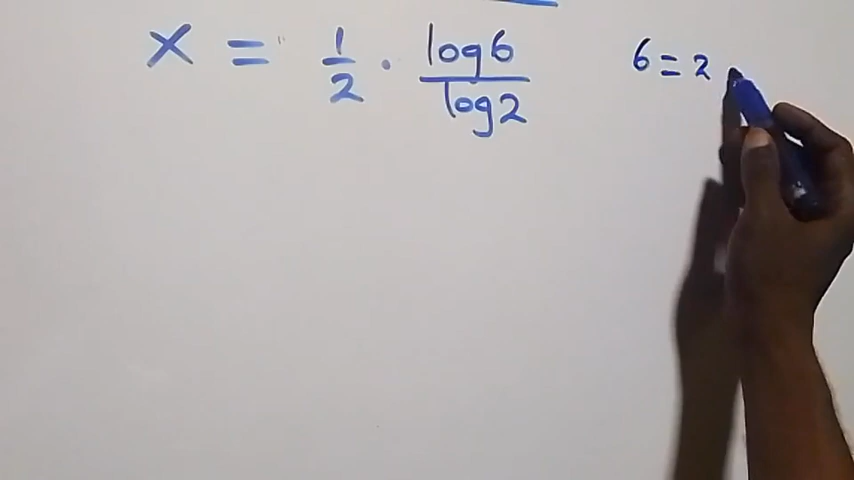 x = 1/2 · log6/log2
6 = 2